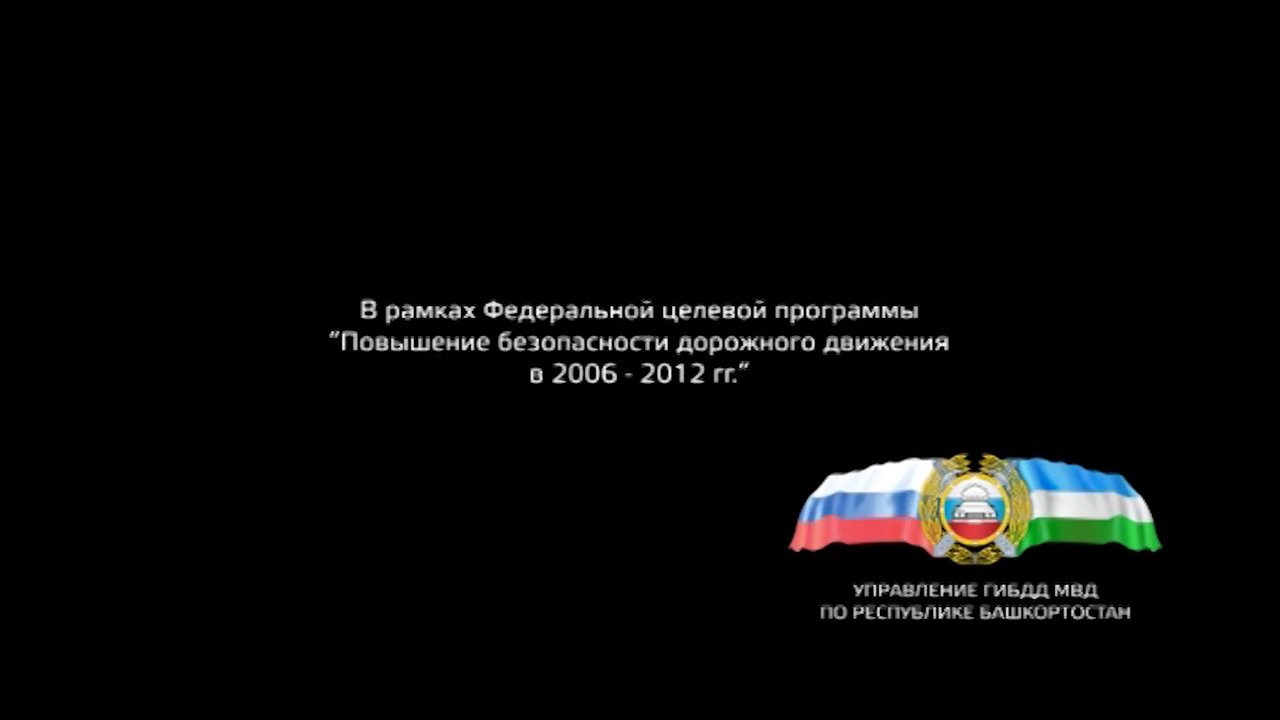 В рамках Федеральной целевой программы
“Повышение безопасности дорожного движения
в 2006 - 2012 гг.”
УПРАВЛЕНИЕ ГИБДД МВД
ПО РЕСПУБЛИКЕ БАШКОРТОСТАН